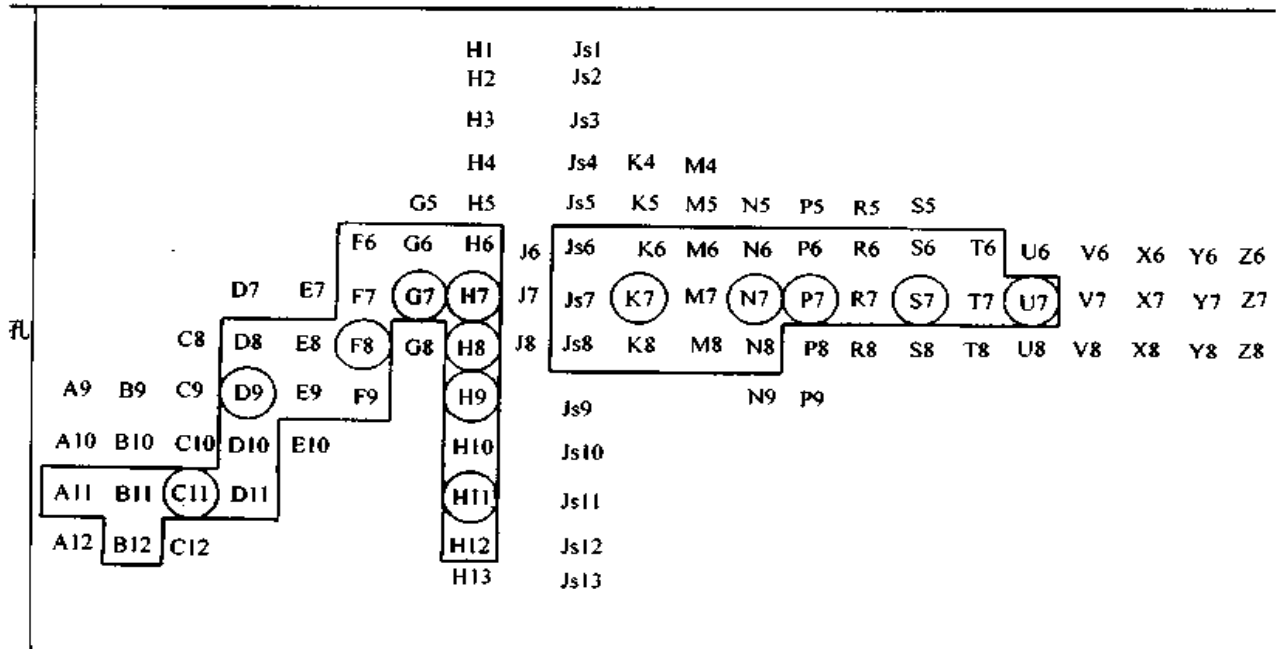 H1 Js1
H2 Js2
H3 Js3
H4 Js4 K4 M4
G5 H5 Js5 K5 M5 N5 P5 R5 S5
F6 G6 H6 J6 Js6 K6 M6 N6 P6 R6 S6 T6 U6 V6 X6 Y6 Z6
D7 E7 F7 G7 H7 J7 Js7 K7 M7 N7 P7 R7 S7 T7 U7 V7 X7 Y7 Z7
孔 C8 D8 E8 F8 G8 H8 J8 Js8 K8 M8 N8 P8 R8 S8 T8 U8 V8 X8 Y8 Z8
A9 B9 C9 D9 E9 F9 H9 Js9 N9 P9
A10 B10 C10 D10 E10 H10 Js10
A11 B11 C11 D11 H11 Js11
A12 B12 C12 H12 Js12
H13 Js13